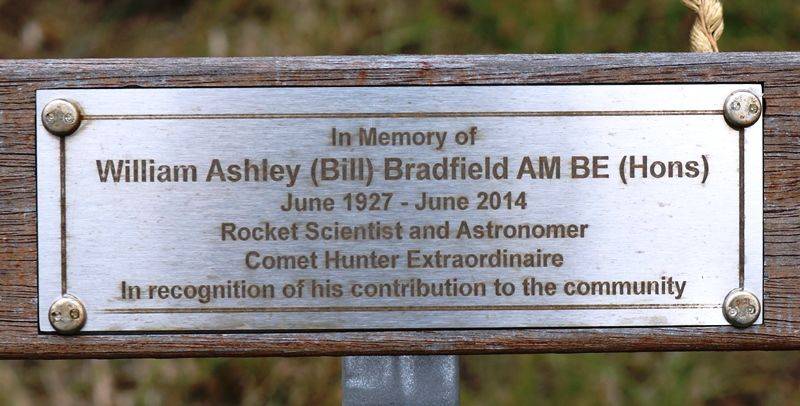 In Memory of
William Ashley (Bill) Bradfield AM BE (Hons)
June 1927 - June 2014
Rocket Scientist and Astronomer
Comet Hunter Extraordinaire
In recognition of his contribution to the community